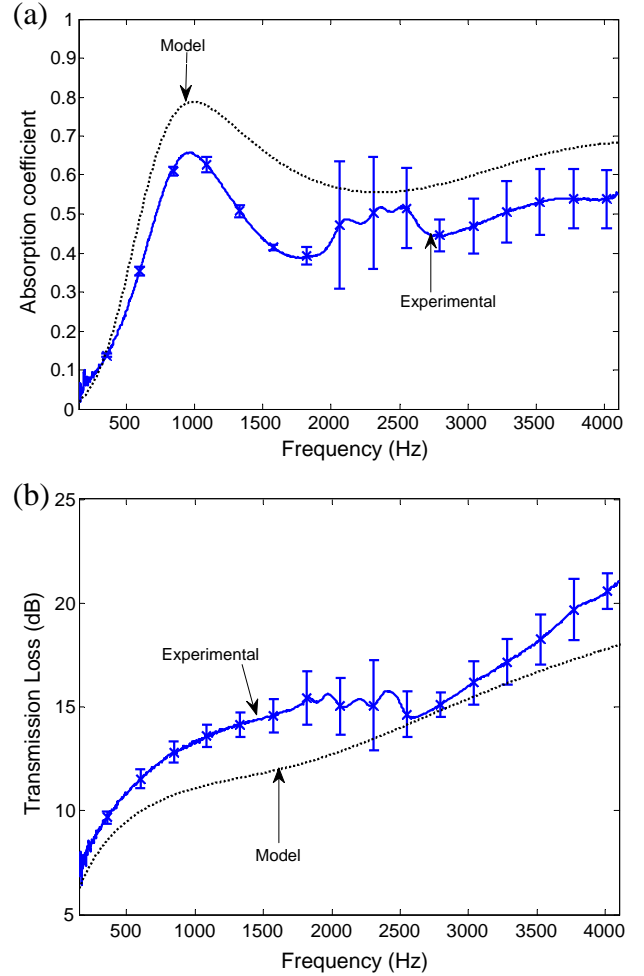 (a)
1
0.9
0.8
0.7
0.6
0.5
0.4
0.3
0.2
0.1
0
Absorption coefficient
Model
Experimental
500 1000 1500 2000 2500 3000 3500 4000
Frequency (Hz)
(b)
25
20
15
10
5
Transmission Loss (dB)
Experimental
Model
500 1000 1500 2000 2500 3000 3500 4000
Frequency (Hz)